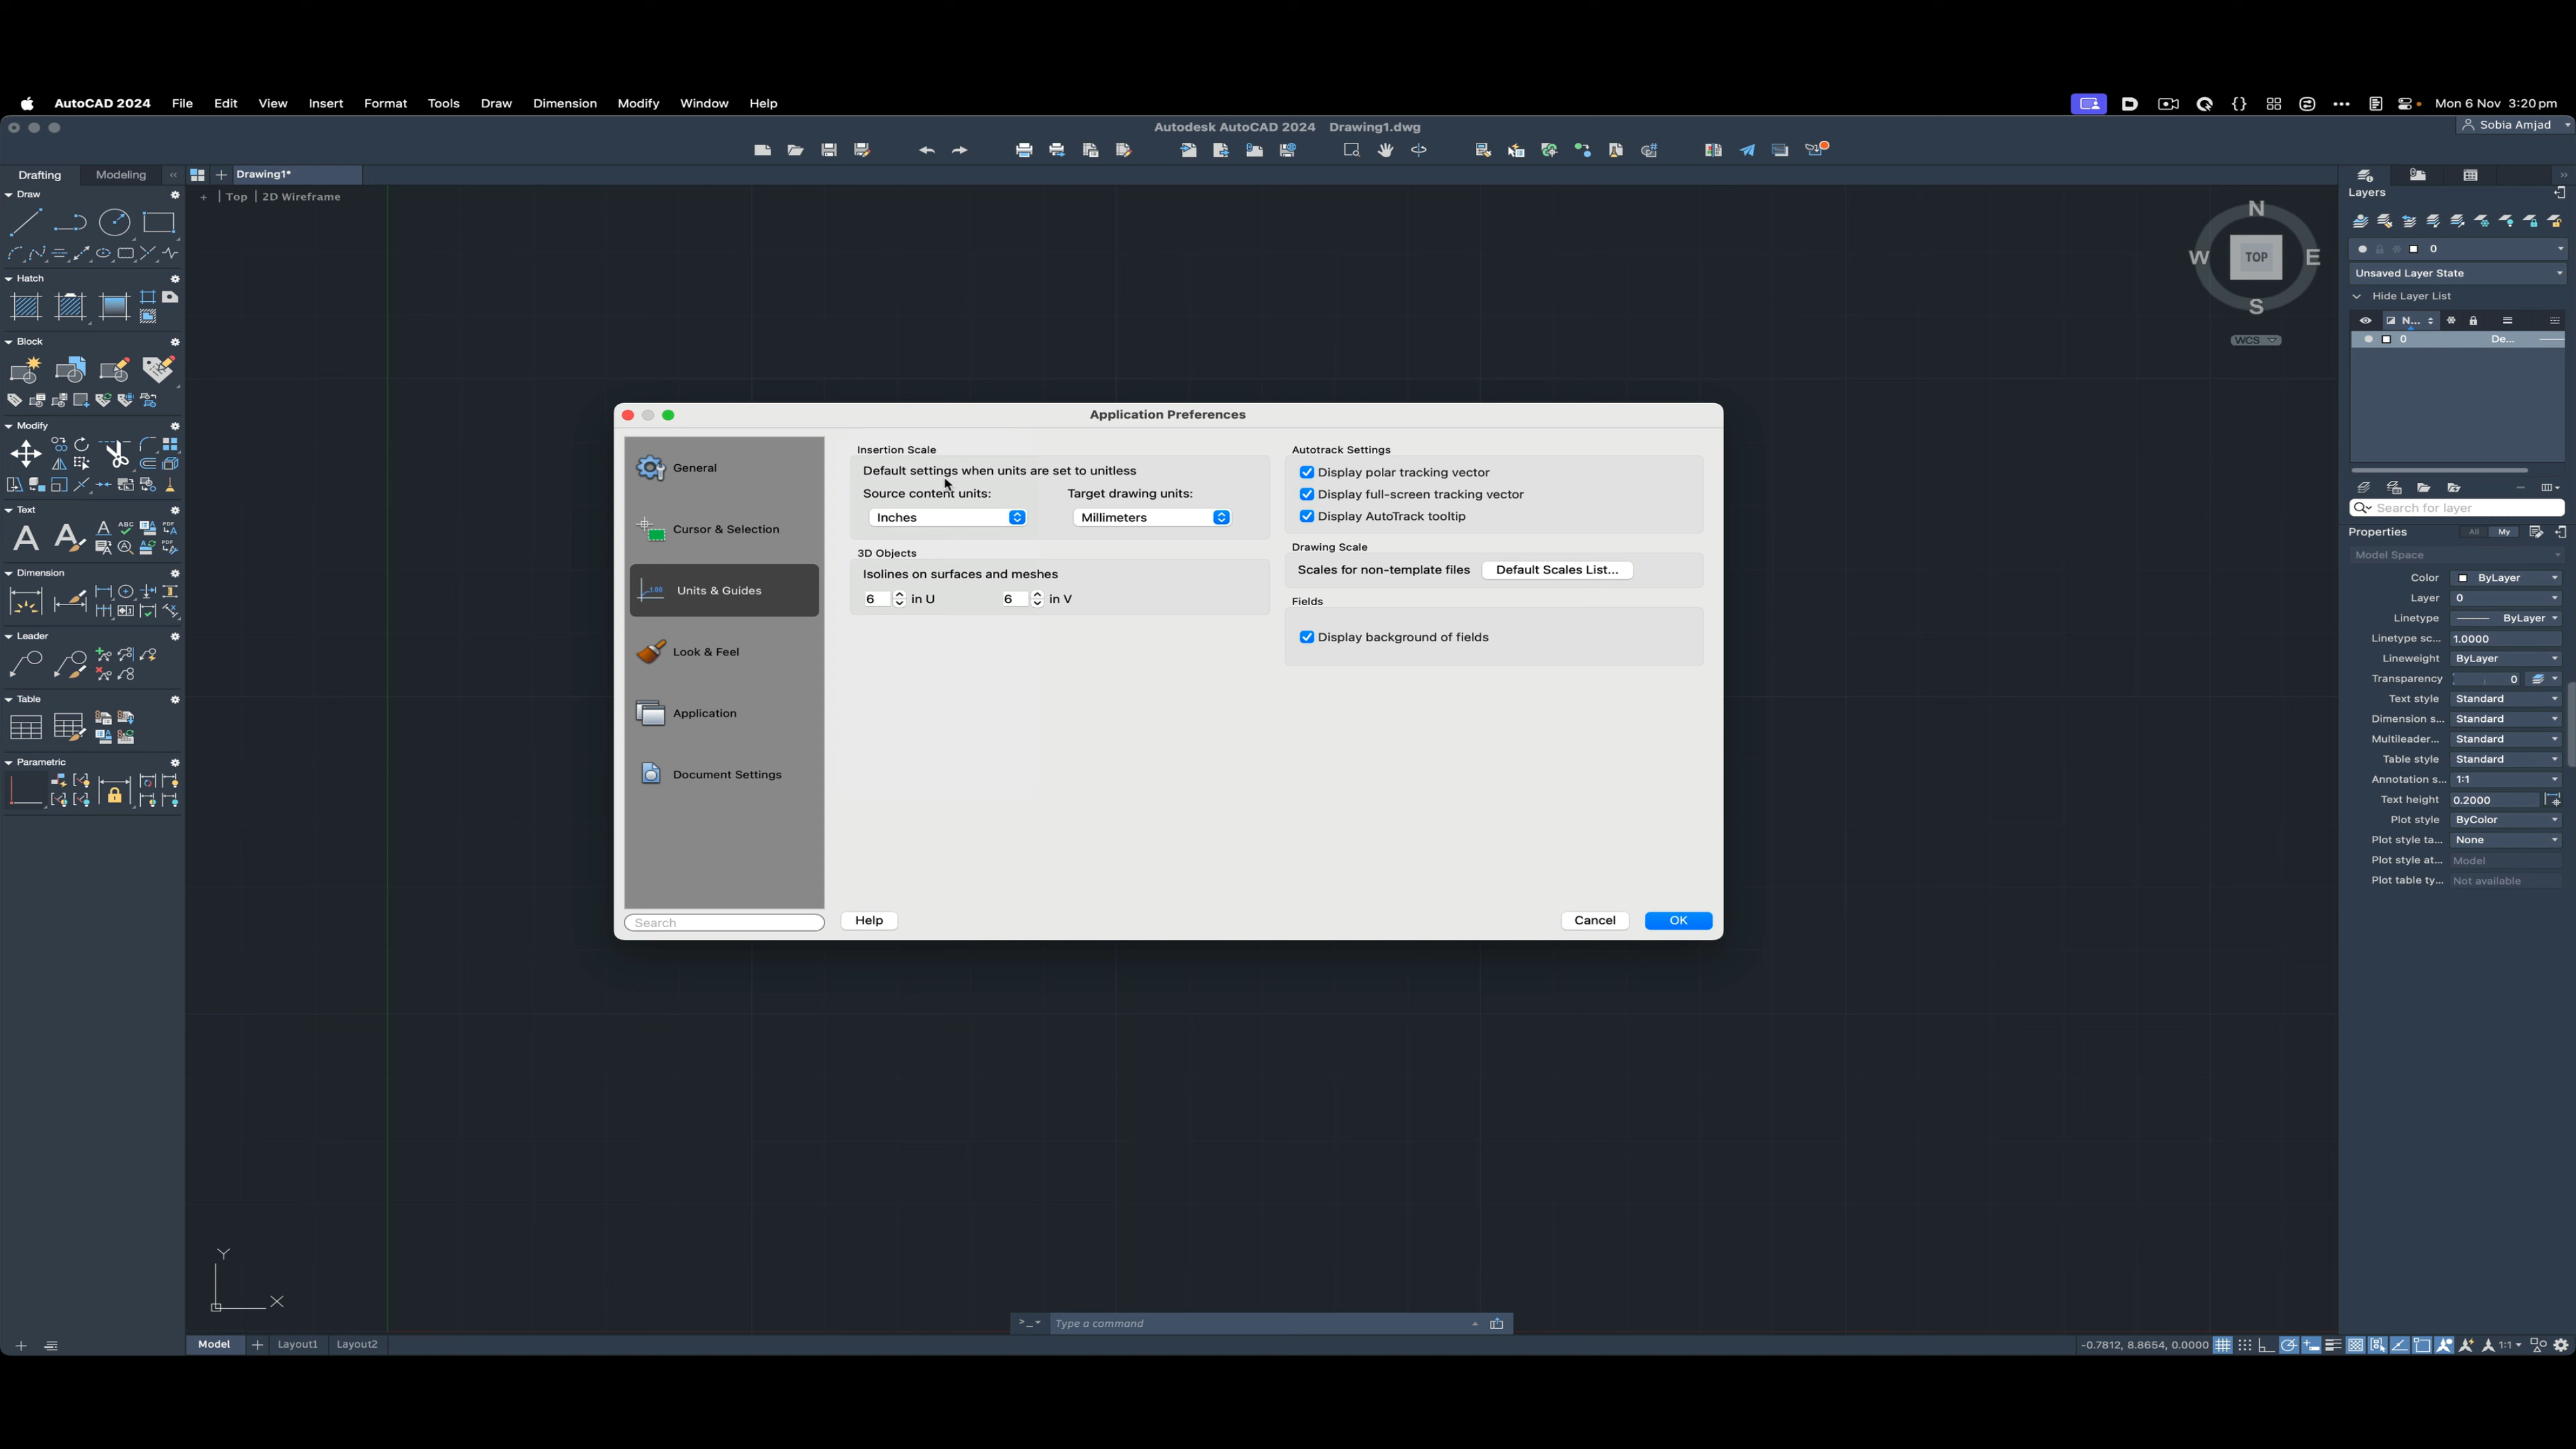 AutoCAD 2024 File Edit View Insert Format Tools Draw Dimension Modify Window Help Mon 6 Nov 3:20 pm
Autodesk AutoCAD 2024 Drawing1.dwg
Sobia Amjad
Drafting Modeling Drawing1*
Draw
Hatch
Block
Modify
Text
Dimension
Leader
Table
Parametric
+ | Top | 2D Wireframe
N
W TOP E
S
WCS
Application Preferences
General
Cursor & Selection
Units & Guides
Look & Feel
Application
Document Settings
Search
Insertion Scale
Default settings when units are set to unitless
Source content units: Target drawing units:
Inches Millimeters
3D Objects
Isolines on surfaces and meshes
6 in U 6 in V
Autotrack Settings
Display polar tracking vector
Display full-screen tracking vector
Display AutoTrack tooltip
Drawing Scale
Scales for non-template files Default Scales List...
Fields
Display background of fields
Help Cancel OK
Layers
0
Unsaved Layer State
Hide Layer List
N...
0 De...
Search for layer
Properties All My
Model Space
Color ByLayer
Layer 0
Linetype ByLayer
Linetype sc... 1.0000
Lineweight ByLayer
Transparency 0
Text style Standard
Dimension s... Standard
Multileader... Standard
Table style Standard
Annotation s... 1:1
Text height 0.2000
Plot style ByColor
Plot style ta... None
Plot style at... Model
Plot table ty... Not available
Y
X
>_ Type a command
Model Layout1 Layout2
-0.7812, 8.8654, 0.0000 1:1